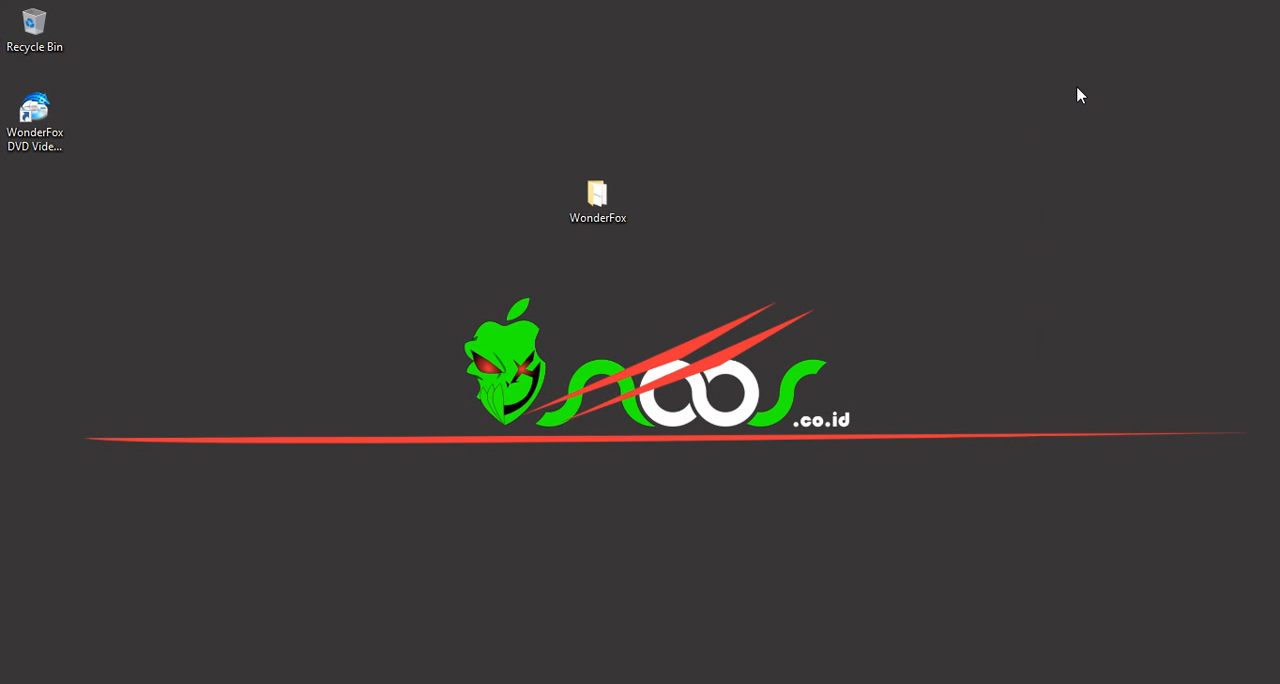 Recycle Bin
WonderFox
DVD Vide...
WonderFox
.co.id